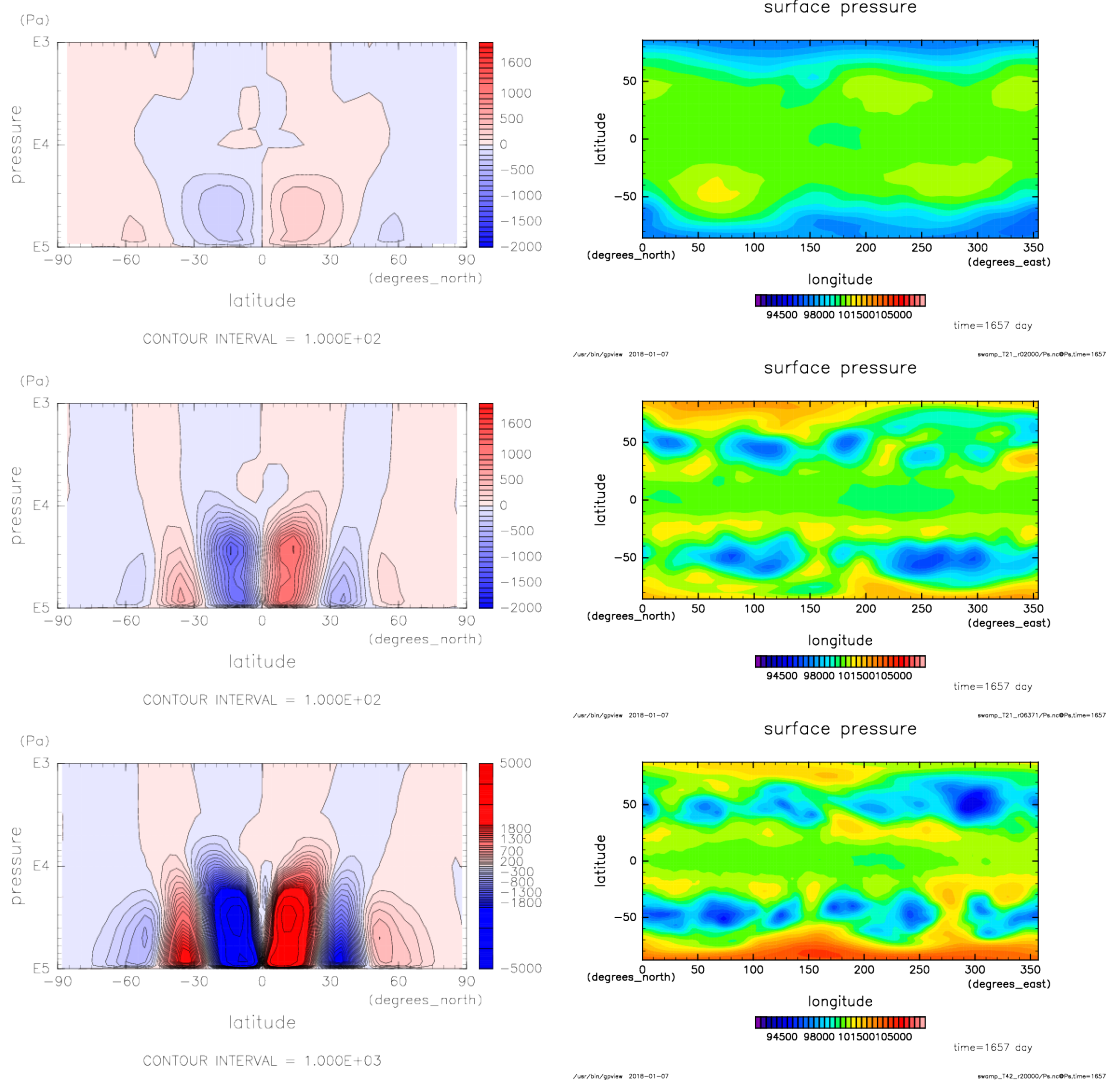 (Pa)
E3
E4
E5
pressure
−90 −60 −30 0 30 60 90
(degrees_north)
latitude
1600
1000
500
0
−500
−1000
−1500
−2000
CONTOUR INTERVAL = 1.000E+02
surface pressure
50
0
−50
latitude
0 50 100 150 200 250 300 350
(degrees_north) (degrees_east)
longitude
94500 98000 101500105000
time=1657 day
/usr/bin/gpview 2018-01-07 swamp_T21_r02000/Ps.nc@Ps,time=1657
(Pa)
E3
E4
E5
pressure
−90 −60 −30 0 30 60 90
(degrees_north)
latitude
1600
1000
500
0
−500
−1000
−1500
−2000
CONTOUR INTERVAL = 1.000E+02
surface pressure
50
0
−50
latitude
0 50 100 150 200 250 300 350
(degrees_north) (degrees_east)
longitude
94500 98000 101500105000
time=1657 day
/usr/bin/gpview 2018-01-07 swamp_T21_r06371/Ps.nc@Ps,time=1657
(Pa)
E3
E4
E5
pressure
−90 −60 −30 0 30 60 90
(degrees_north)
latitude
5000
1800
1300
700
200
−300
−800
−1300
−1800
−5000
CONTOUR INTERVAL = 1.000E+03
surface pressure
50
0
−50
latitude
0 50 100 150 200 250 300 350
(degrees_north) (degrees_east)
longitude
94500 98000 101500105000
time=1657 day
/usr/bin/gpview 2018-01-07 swamp_T42_r20000/Ps.nc@Ps,time=1657